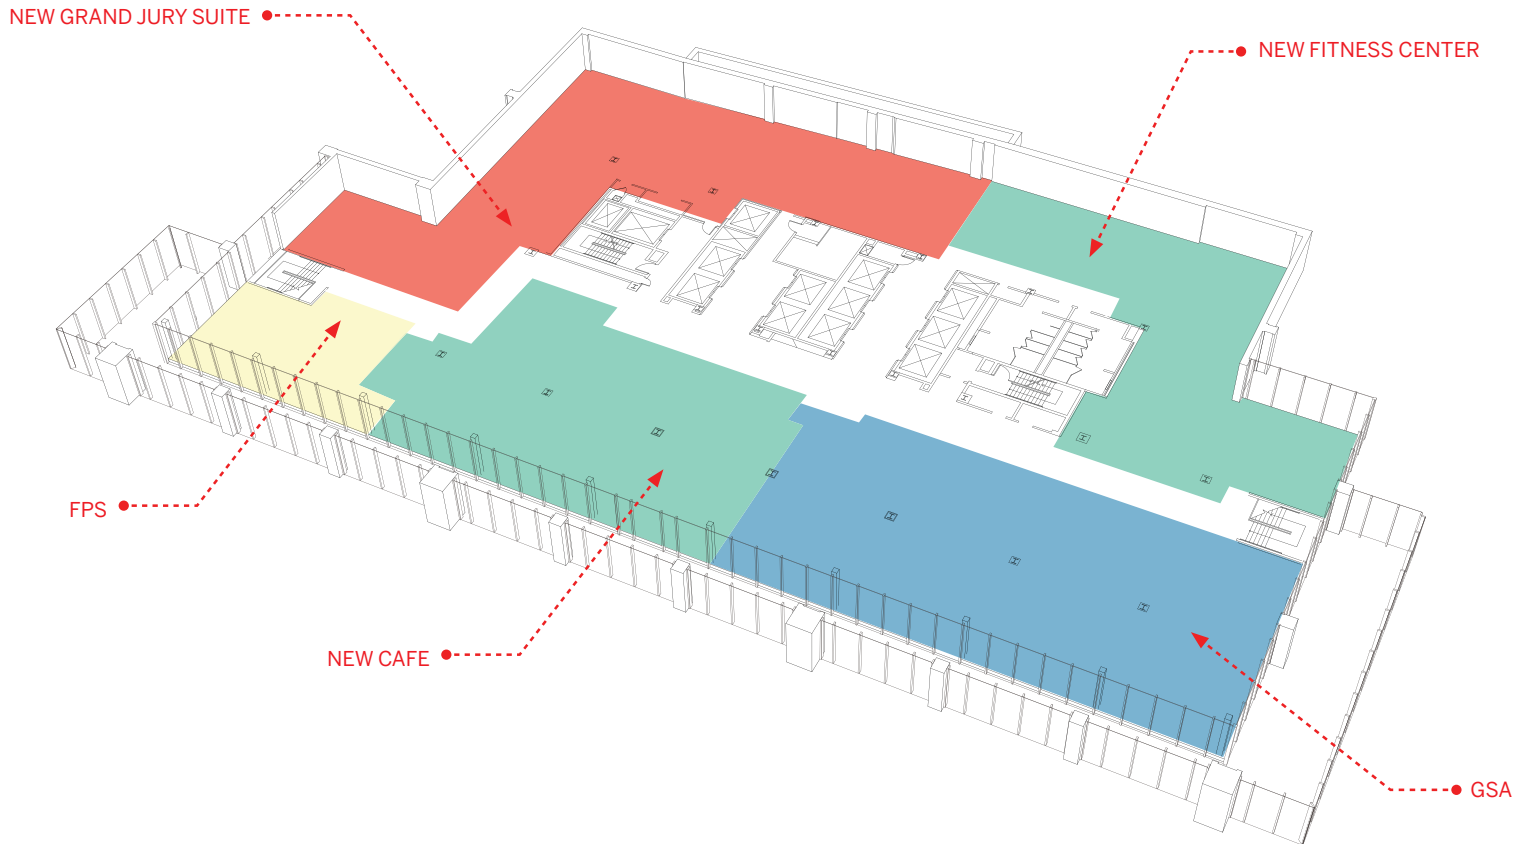 NEW GRAND JURY SUITE
NEW FITNESS CENTER
FPS
NEW CAFE
GSA